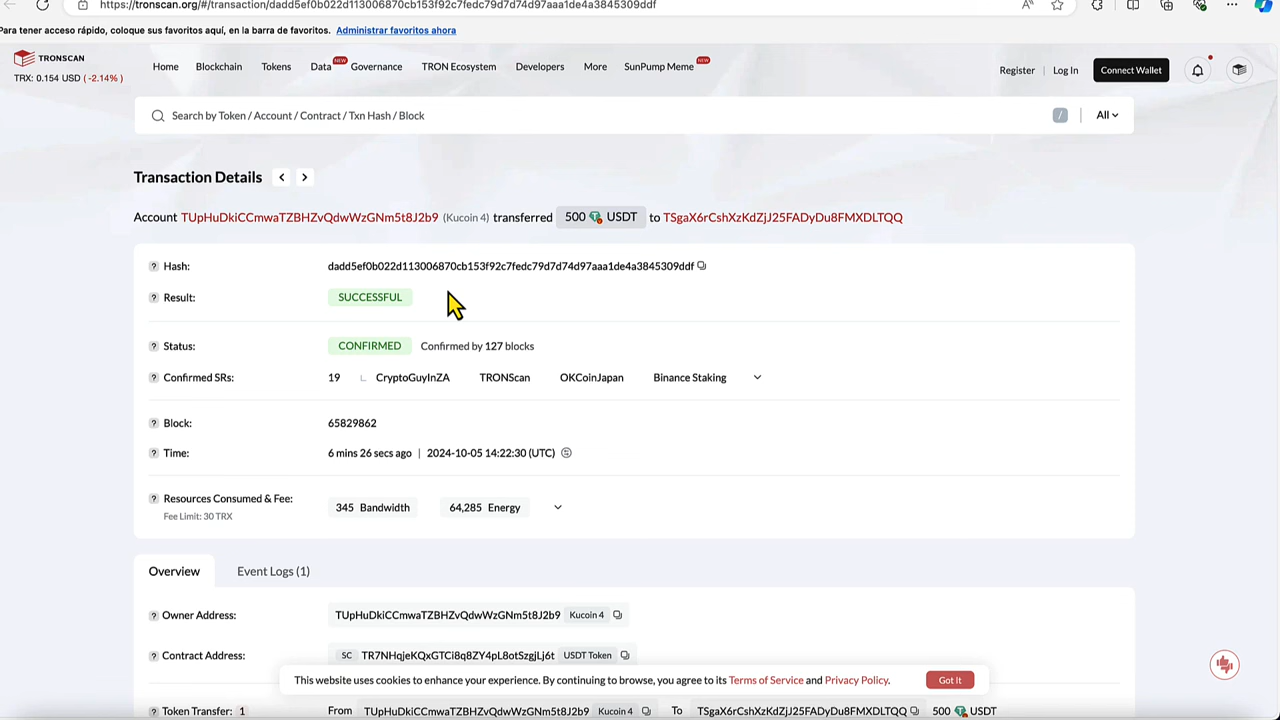 https://tronscan.org/#/transaction/dadd5ef0b022d113006870cb153f92c7fedc79d7d74d97aaa1de4a3845309ddf
Para tener acceso rápido, coloque sus favoritos aquí, en la barra de favoritos. Administrar favoritos ahora
TRONSCAN
TRX: 0.154 USD (-2.14%)
Home Blockchain Tokens Data NEW Governance TRON Ecosystem Developers More SunPump Meme NEW
Register | Log In Connect Wallet
Search by Token / Account / Contract / Txn Hash / Block / All
Transaction Details < >
Account TUpHuDkiCCmwaTZBHZvQdwWzGNm5t8J2b9 (Kucoin 4) transferred 500 USDT to TSgaX6rCshXzKdZjJ25FADyDu8FMXDLTQQ
? Hash: dadd5ef0b022d113006870cb153f92c7fedc79d7d74d97aaa1de4a3845309ddf
? Result: SUCCESSFUL
? Status: CONFIRMED Confirmed by 127 blocks
? Confirmed SRs: 19 CryptoGuyInZA TRONScan OKCoinJapan Binance Staking
? Block: 65829862
? Time: 6 mins 26 secs ago | 2024-10-05 14:22:30 (UTC)
? Resources Consumed & Fee: 345 Bandwidth 64,285 Energy
Fee Limit: 30 TRX
Overview Event Logs (1)
? Owner Address: TUpHuDkiCCmwaTZBHZvQdwWzGNm5t8J2b9 Kucoin 4
? Contract Address: SC TR7NHqjeKQxGTCi8q8ZY4pL8otSzgjLj6t USDT Token
This website uses cookies to enhance your experience. By continuing to browse, you agree to its Terms of Service and Privacy Policy. Got It
? Token Transfer: 1 From TUpHuDkiCCmwaTZBHZvQdwWzGNm5t8J2b9 Kucoin 4 To TSgaX6rCshXzKdZjJ25FADyDu8FMXDLTQQ 500 USDT